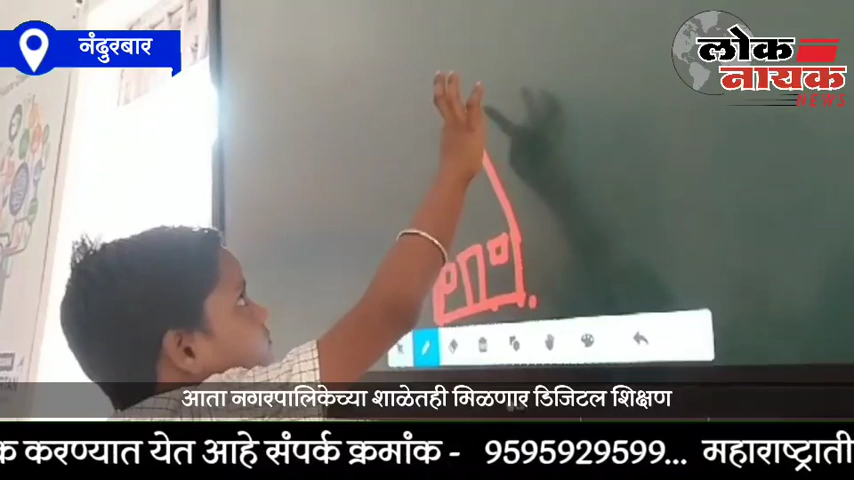 नंदुरबार
लोक
नायक
NEWS
आता नगरपालिकेच्या शाळेतही मिळणार डिजिटल शिक्षण
क करण्यात येत आहे संपर्क क्रमांक - 9595929599... महाराष्ट्राती